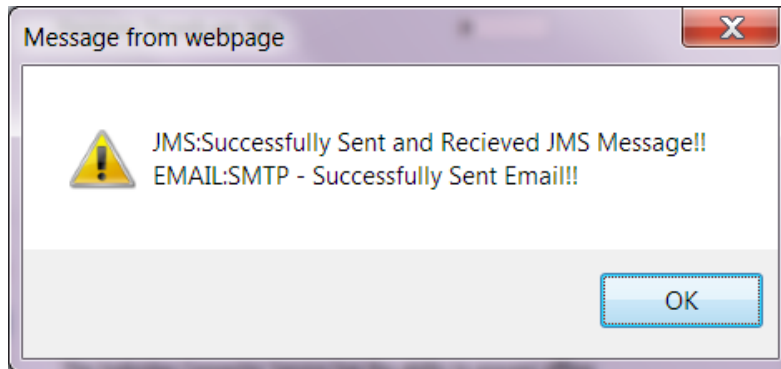 Message from webpage
JMS:Successfully Sent and Recieved JMS Message!!
EMAIL:SMTP - Successfully Sent Email!!
OK